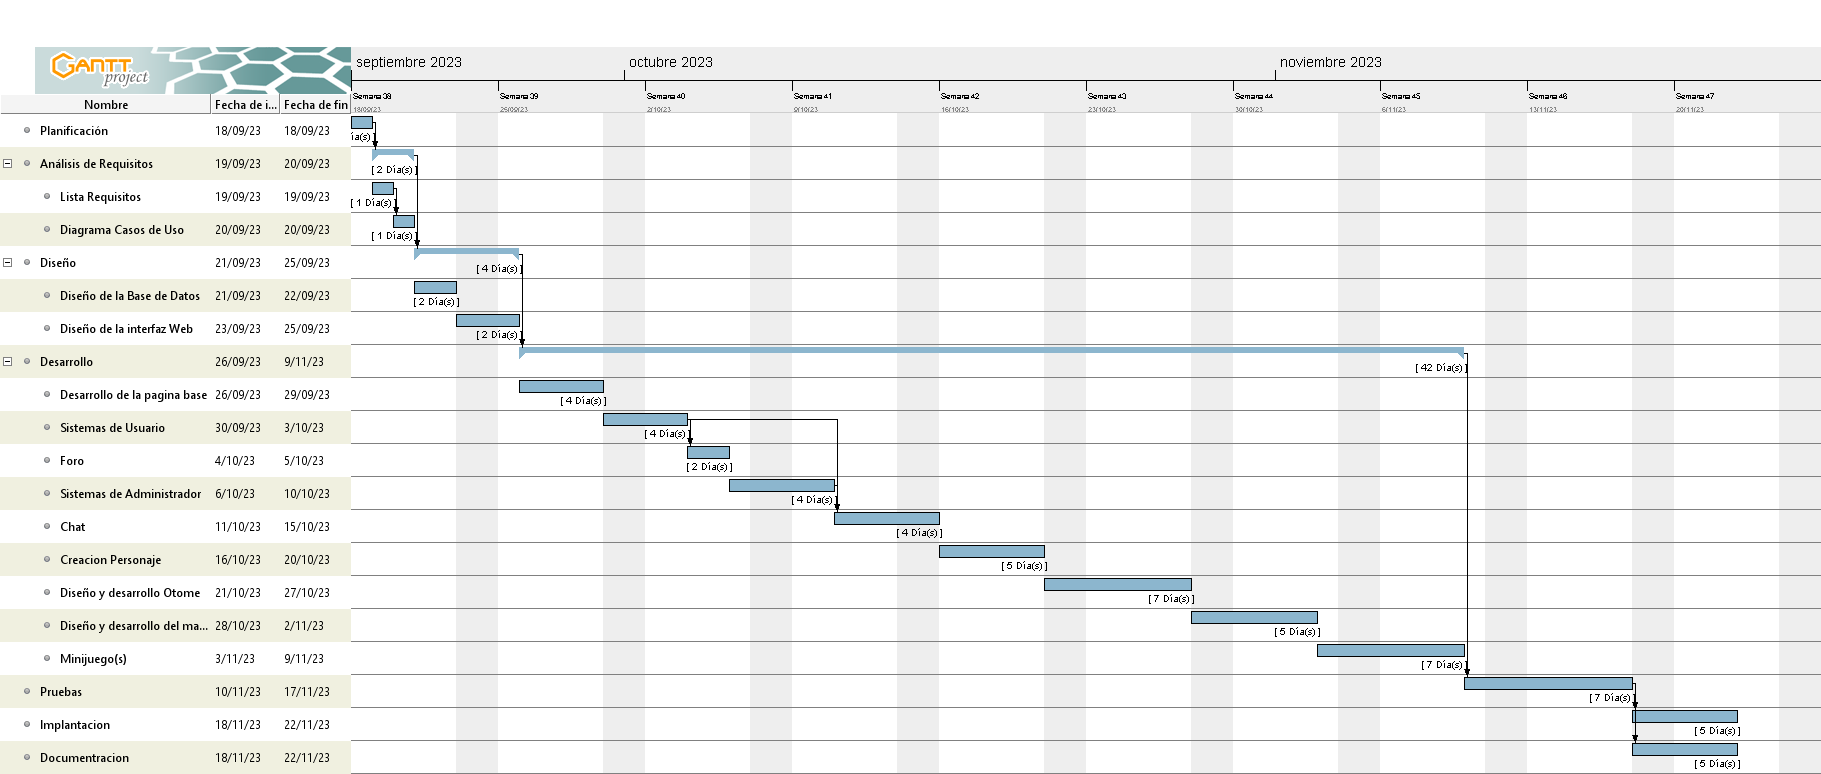 GANTT
project
septiembre 2023 octubre 2023 noviembre 2023
Nombre Fecha de i... Fecha de fin
Semana 38 Semana 39 Semana 40 Semana 41 Semana 42 Semana 43 Semana 44 Semana 45 Semana 46 Semana 47
18/09/23 25/09/23 2/10/23 9/10/23 16/10/23 23/10/23 30/10/23 6/11/23 13/11/23 20/11/23
Planificación 18/09/23 18/09/23
ía(s) ]
Análisis de Requisitos 19/09/23 20/09/23
[ 2 Día(s) ]
Lista Requisitos 19/09/23 19/09/23
[ 1 Día(s) ]
Diagrama Casos de Uso 20/09/23 20/09/23
[ 1 Día(s) ]
Diseño 21/09/23 25/09/23
[ 4 Día(s) ]
Diseño de la Base de Datos 21/09/23 22/09/23
[ 2 Día(s) ]
Diseño de la interfaz Web 23/09/23 25/09/23
[ 2 Día(s) ]
Desarrollo 26/09/23 9/11/23
[ 42 Día(s) ]
Desarrollo de la pagina base 26/09/23 29/09/23
[ 4 Día(s) ]
Sistemas de Usuario 30/09/23 3/10/23
[ 4 Día(s) ]
Foro 4/10/23 5/10/23
[ 2 Día(s) ]
Sistemas de Administrador 6/10/23 10/10/23
[ 4 Día(s) ]
Chat 11/10/23 15/10/23
[ 4 Día(s) ]
Creacion Personaje 16/10/23 20/10/23
[ 5 Día(s) ]
Diseño y desarrollo Otome 21/10/23 27/10/23
[ 7 Día(s) ]
Diseño y desarrollo del ma... 28/10/23 2/11/23
[ 5 Día(s) ]
Minijuego(s) 3/11/23 9/11/23
[ 7 Día(s) ]
Pruebas 10/11/23 17/11/23
[ 7 Día(s) ]
Implantacion 18/11/23 22/11/23
[ 5 Día(s) ]
Documentracion 18/11/23 22/11/23
[ 5 Día(s) ]